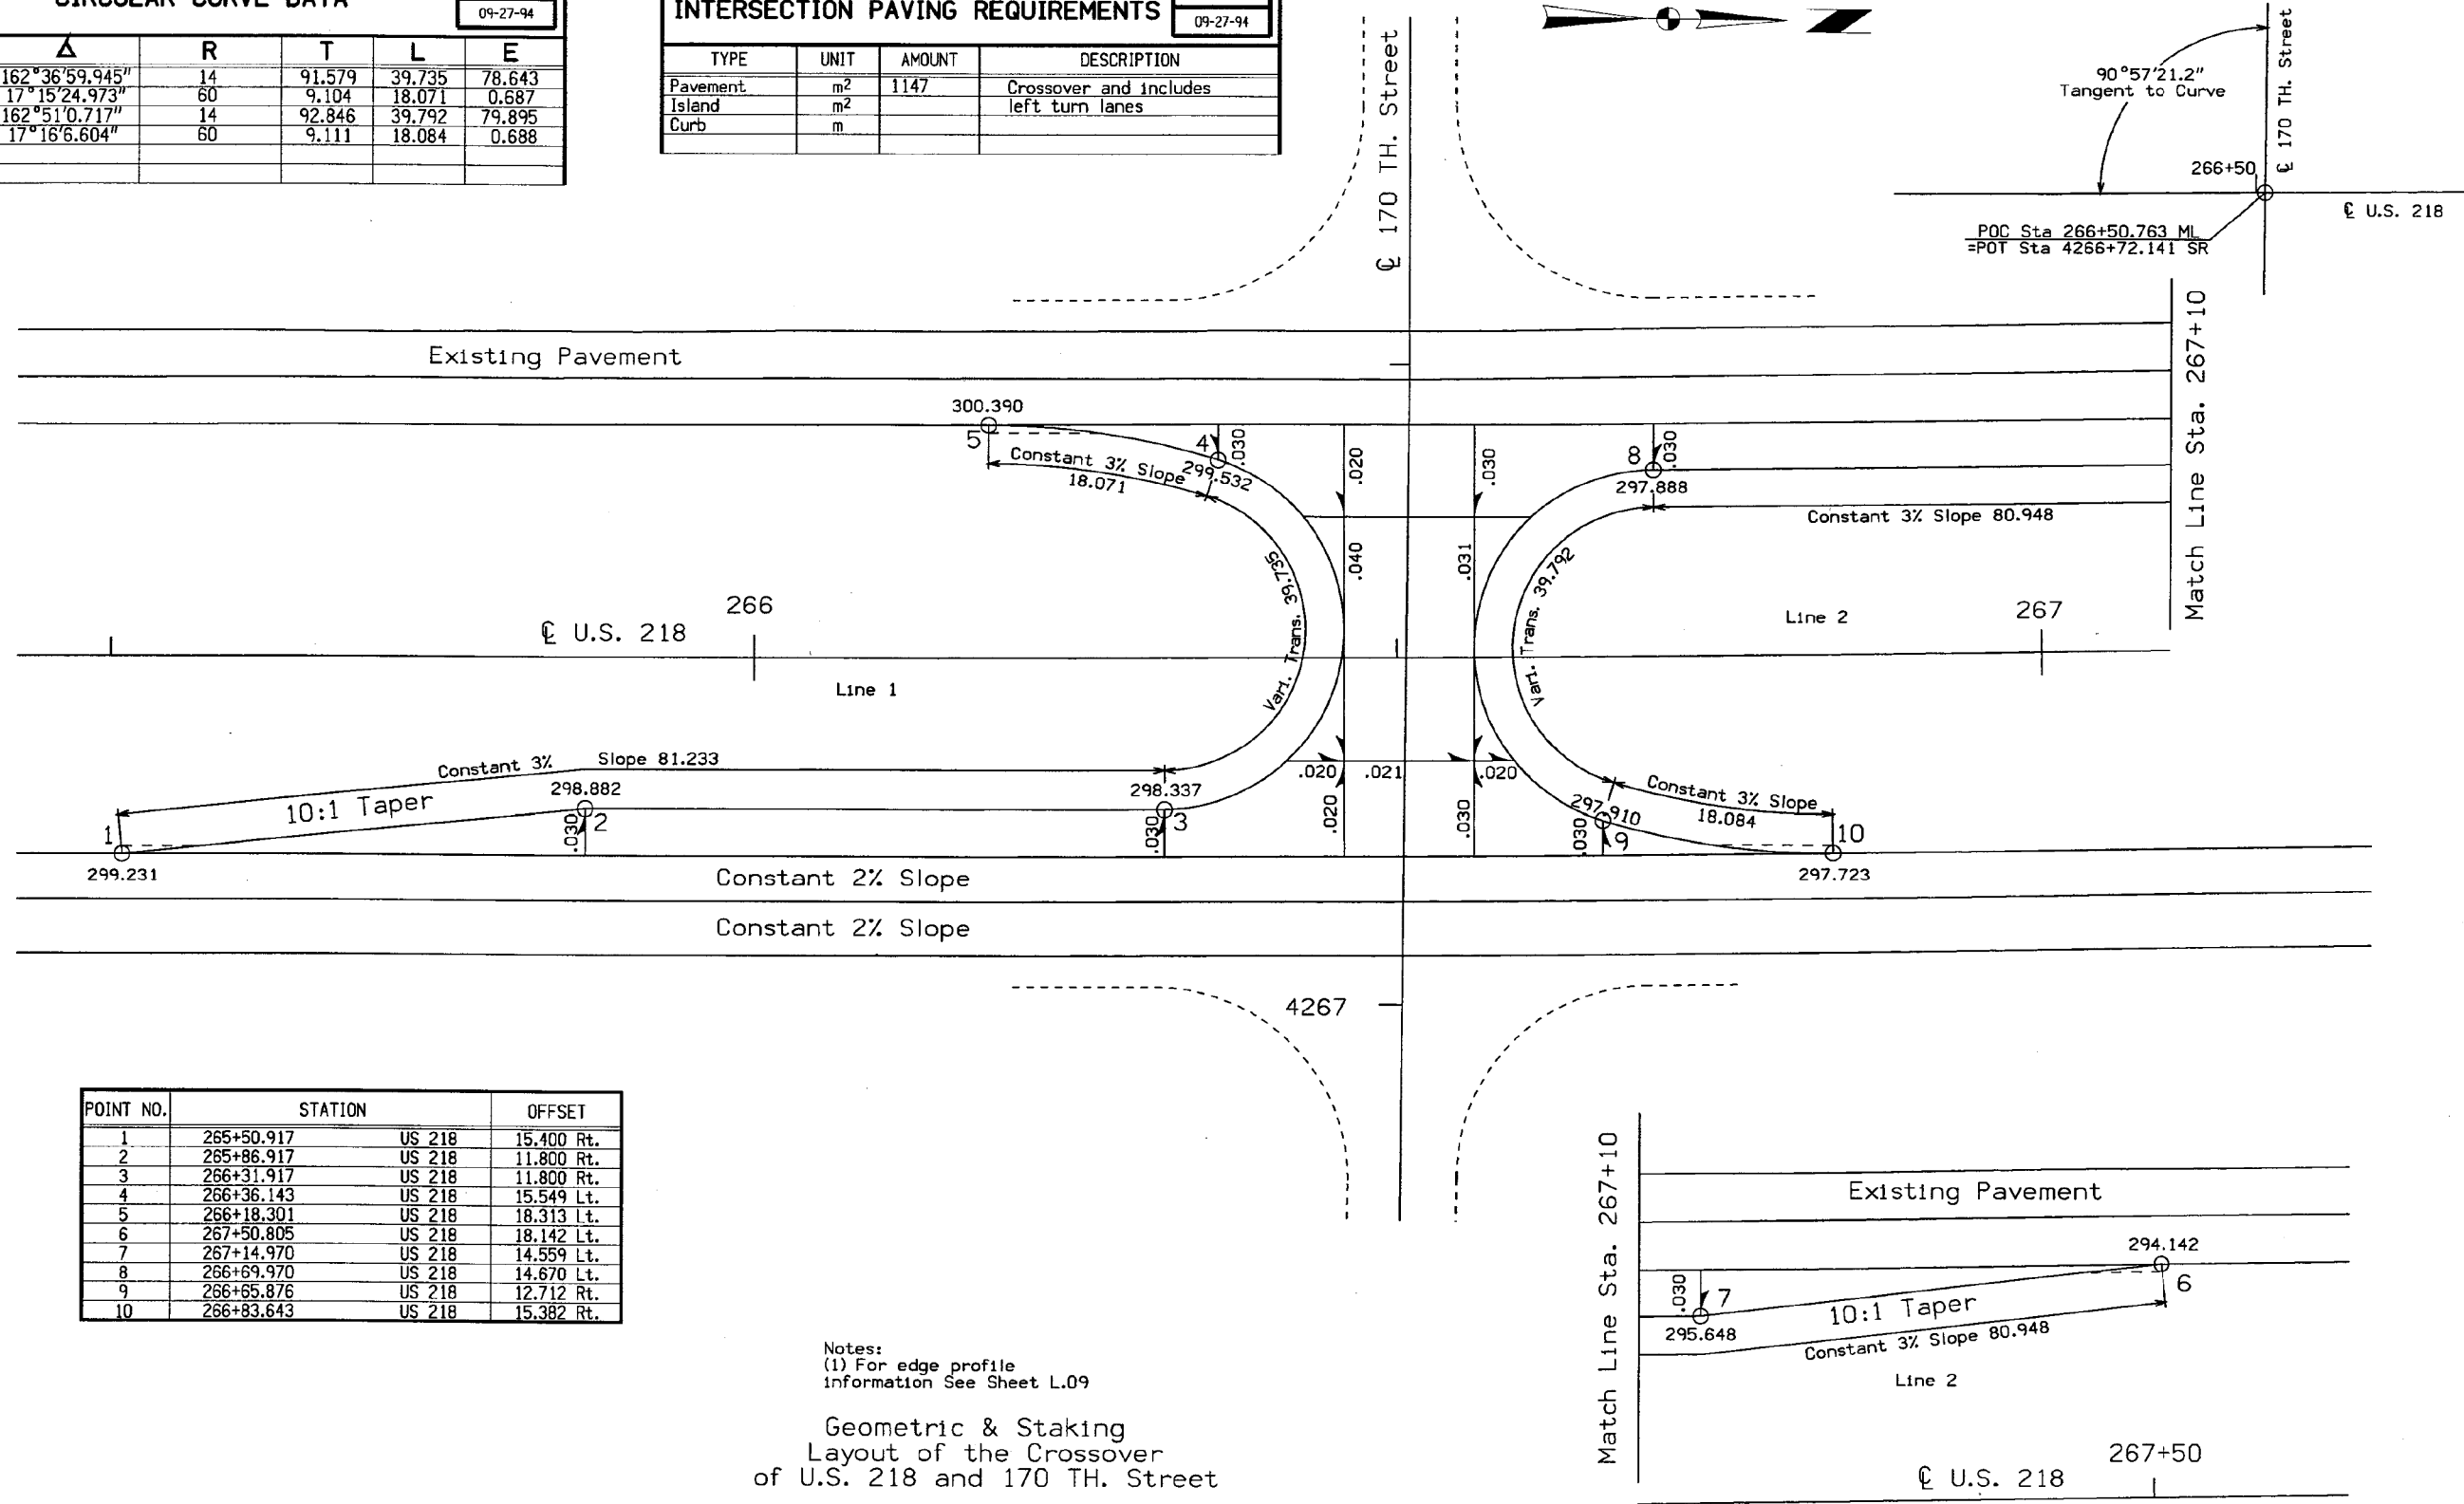 CIRCULAR CURVE DATA
09-27-94
Δ R T L E
162°36'59.945" 14 91.579 39.735 78.643
17°15'24.973" 60 9.104 18.071 0.687
162°51'0.717" 14 92.846 39.792 79.895
17°16'6.604" 60 9.111 18.084 0.688
INTERSECTION PAVING REQUIREMENTS
09-27-94
TYPE UNIT AMOUNT DESCRIPTION
Pavement m² 1147 Crossover and includes
Island m² left turn lanes
Curb m
℄ 170 TH. Street
90°57'21.2"
Tangent to Curve
℄ 170 TH. Street
266+50
℄ U.S. 218
POC Sta 266+50.763 ML
=POT Sta 4266+72.141 SR
Match Line Sta. 267+10
Existing Pavement
300.390
5
4
.030
Constant 3% Slope
299.532
18.071
.020
.030
8
.030
297.888
Constant 3% Slope 80.948
.040
.031
Vari. Trans. 39.735
Vari. Trans. 39.792
266
℄ U.S. 218
Line 1
Line 2
267
Constant 3% Slope 81.233
10:1 Taper
298.882
298.337
1
.030
2
.030
3
299.231
.020 .021 .020
.020
.030
Constant 3% Slope
18.084
297.910
.030
9
10
297.723
Constant 2% Slope
Constant 2% Slope
4267
POINT NO. STATION OFFSET
1 265+50.917 US 218 15.400 Rt.
2 265+86.917 US 218 11.800 Rt.
3 266+31.917 US 218 11.800 Rt.
4 266+36.143 US 218 15.549 Lt.
5 266+18.301 US 218 18.313 Lt.
6 267+50.805 US 218 18.142 Lt.
7 267+14.970 US 218 14.559 Lt.
8 266+69.970 US 218 14.670 Lt.
9 266+65.876 US 218 12.712 Rt.
10 266+83.643 US 218 15.382 Rt.
Notes:
(1) For edge profile
information See Sheet L.09
Geometric & Staking
Layout of the Crossover
of U.S. 218 and 170 TH. Street
Match Line Sta. 267+10
Existing Pavement
294.142
.030
7
6
10:1 Taper
295.648
Constant 3% Slope 80.948
Line 2
267+50
℄ U.S. 218